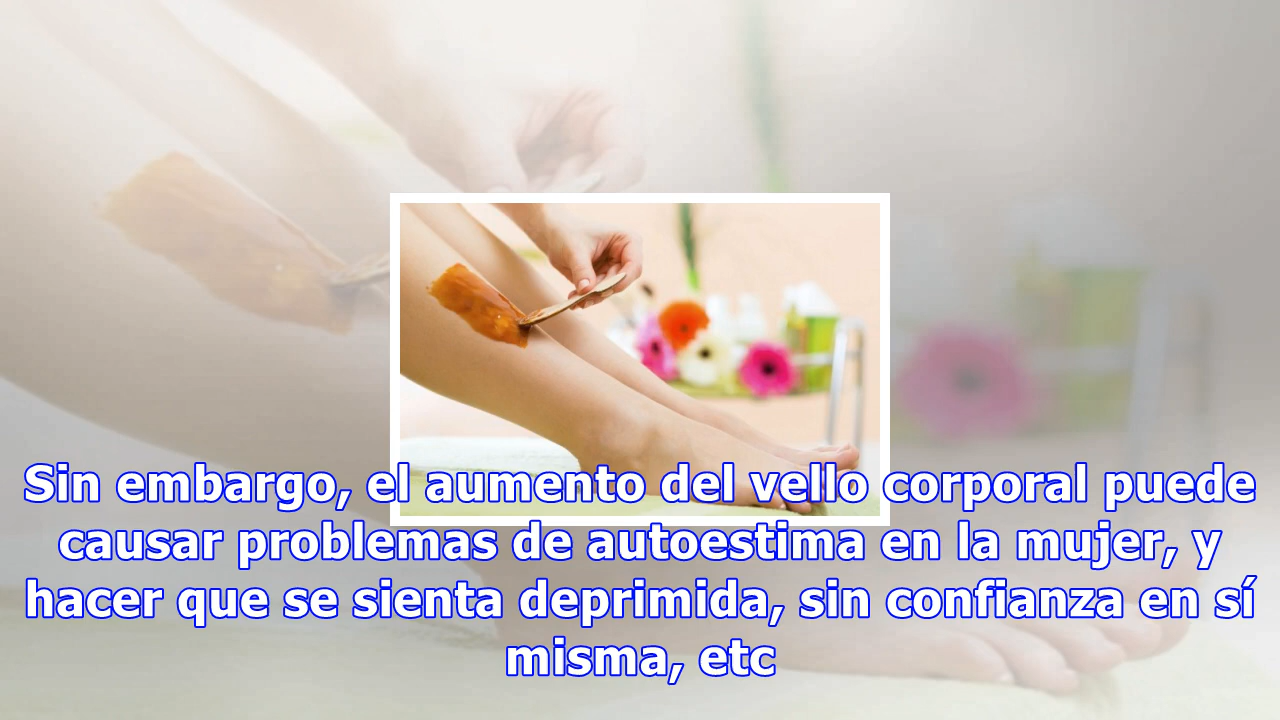 Sin embargo, el aumento del vello corporal puede
causar problemas de autoestima en la mujer, y
hacer que se sienta deprimida, sin confianza en sí
misma, etc